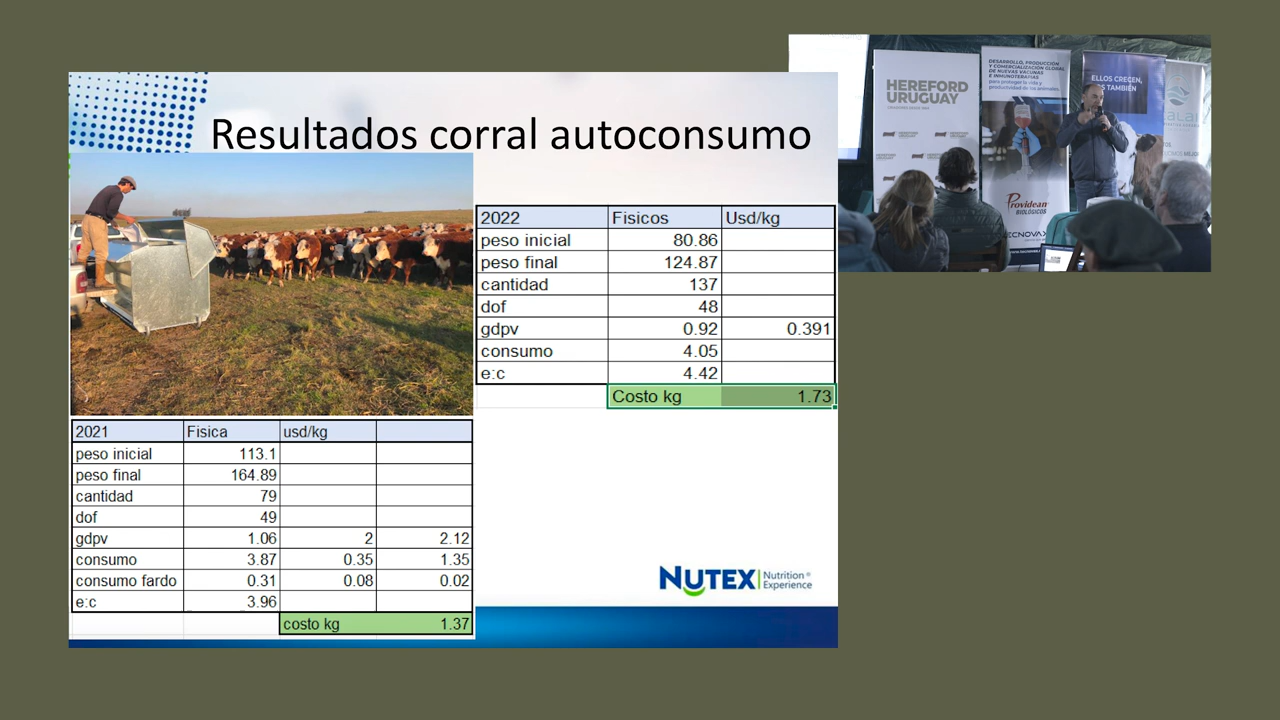 Resultados corral autoconsumo
2022 Fisicos Usd/kg
peso inicial 80.86
peso final 124.87
cantidad 137
dof 48
gdpv 0.92 0.391
consumo 4.05
e:c 4.42
Costo kg 1.73
2021 Fisica usd/kg
peso inicial 113.1
peso final 164.89
cantidad 79
dof 49
gdpv 1.06 2 2.12
consumo 3.87 0.35 1.35
consumo fardo 0.31 0.08 0.02
e:c 3.96
costo kg 1.37
NUTEX Nutrition®
Experience
HEREFORD
URUGUAY
DESARROLLO, PRODUCCIÓN
Y COMERCIALIZACIÓN GLOBAL
DE NUEVAS VACUNAS
E INMUNOTERAPIAS
para proteger la vida y
productividad de los animales.
Providean
BIOLÓGICOS
ECNOVAX
ELLOS CRECEN,
S TAMBIÉN